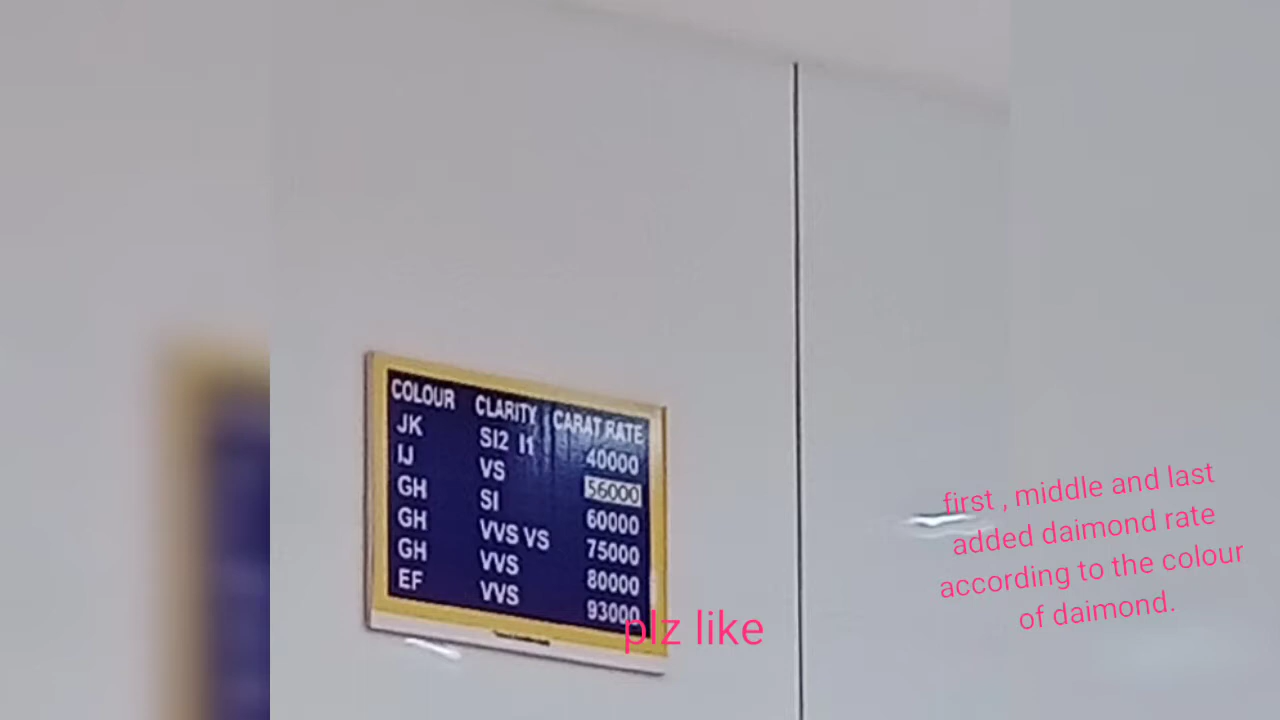 COLOUR CLARITY CARAT RATE
JK SI2 I1 40000
IJ VS 56000
GH SI 60000
GH VVS VS 75000
GH VVS 80000
EF VVS 93000
plz like
first , middle and last
added daimond rate
according to the colour
of daimond.